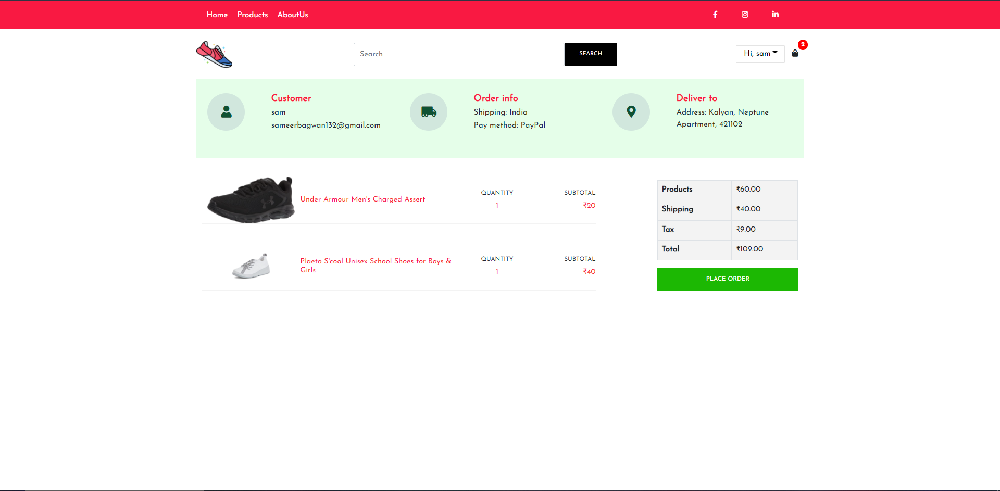 Home Products AboutUs
Search SEARCH Hi, sam 2
Customer
sam
sameerbagwan132@gmail.com
Order info
Shipping: India
Pay method: PayPal
Deliver to
Address: Kalyan, Neptune
Apartment, 421102
Under Armour Men's Charged Assert
QUANTITY
1
SUBTOTAL
₹20
Plaeto S'cool Unisex School Shoes for Boys &
Girls
QUANTITY
1
SUBTOTAL
₹40
Products ₹60.00
Shipping ₹40.00
Tax ₹9.00
Total ₹109.00
PLACE ORDER